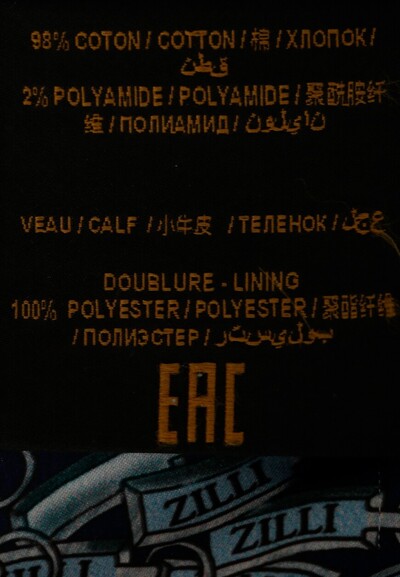 98% COTON / COTTON / 棉 / ХЛОПОК /
قطن
2% POLYAMIDE / POLYAMIDE / 聚酰胺纤
维 / ПОЛИАМИД / نايلون
VEAU / CALF / 小牛皮 / ТЕЛЕНОК / عجل
DOUBLURE - LINING
100% POLYESTER / POLYESTER / 聚酯纤维
/ ПОЛИЭСТЕР / بوليستر
EAC
ZILLI
ZILLI